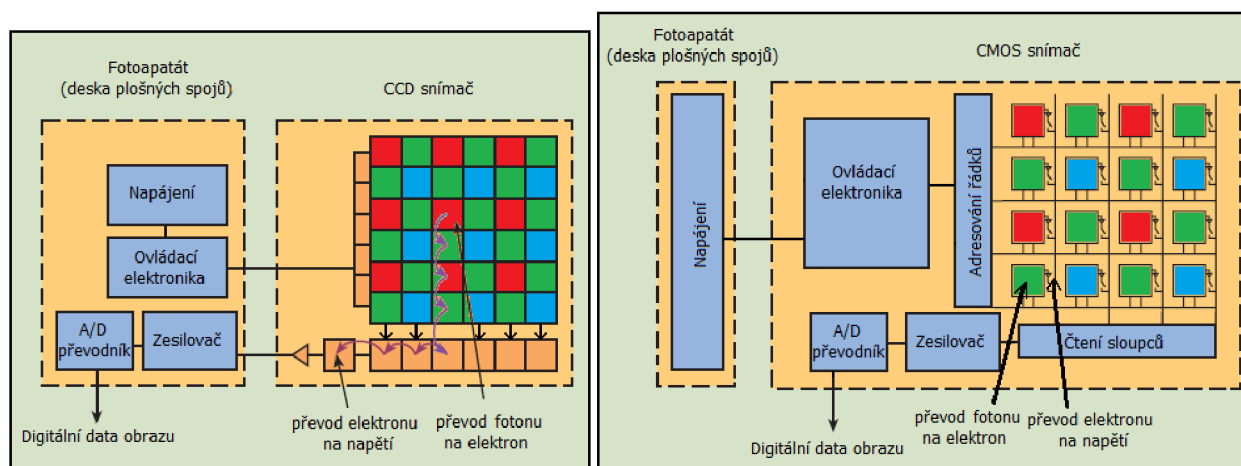 Fotoapatát
(deska plošných spojů)
CCD snímač
Napájení
Ovládací
elektronika
A/D
převodník
Zesilovač
převod elektronu
na napětí
převod fotonu
na elektron
Digitální data obrazu
Fotoapatát
(deska plošných spojů)
CMOS snímač
Napájení
Ovládací
elektronika
Adresování řádků
A/D
převodník
Zesilovač
Čtení sloupců
převod fotonu
na elektron
převod elektronu
na napětí
Digitální data obrazu